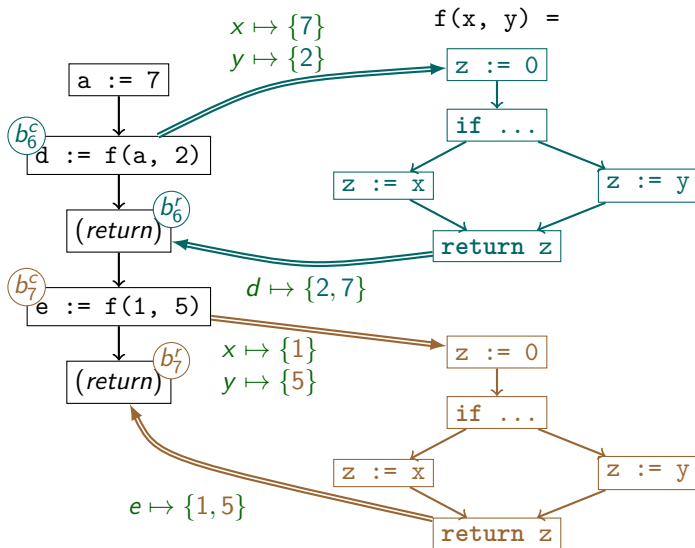 f(x, y) =
x ↦ {7}
y ↦ {2}
a := 7
z := 0
b₆ᶜ
d := f(a, 2)
if ...
z := x
z := y
b₆ʳ
(return)
return z
d ↦ {2, 7}
b₇ᶜ
e := f(1, 5)
x ↦ {1}
y ↦ {5}
z := 0
b₇ʳ
(return)
if ...
z := x
z := y
e ↦ {1, 5}
return z